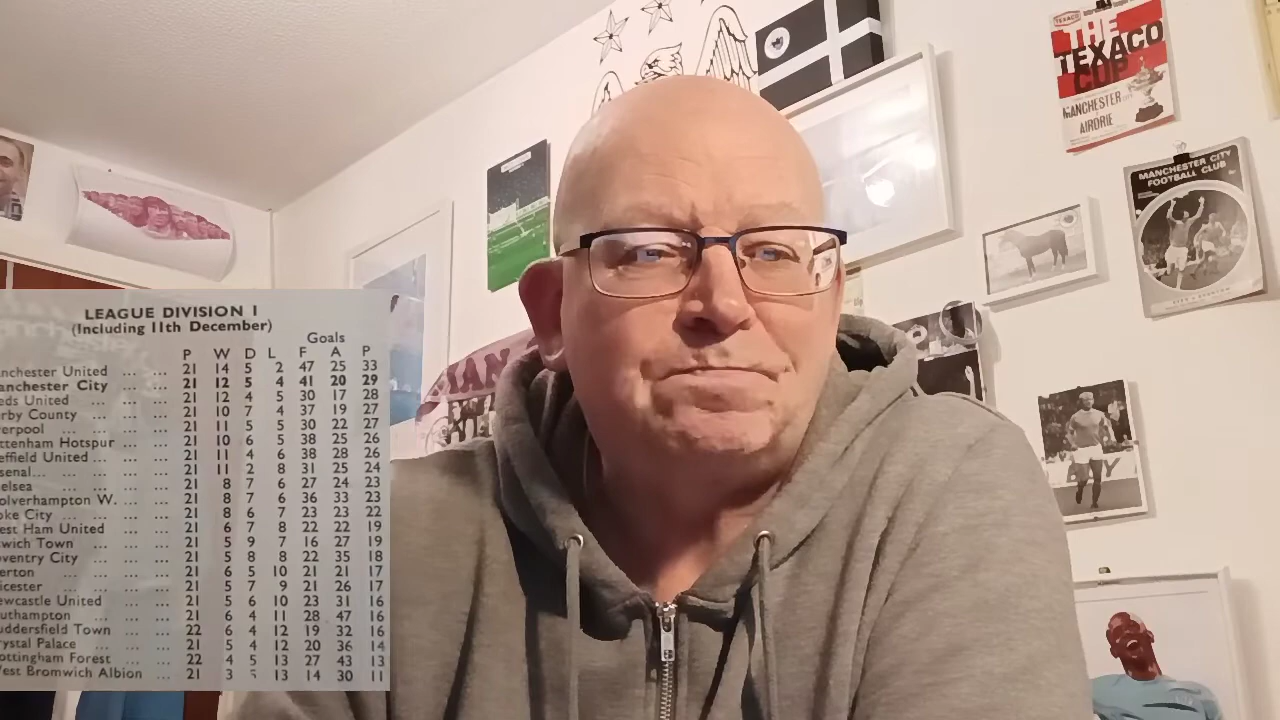 LEAGUE DIVISION I
(Including 11th December)
Goals
P W D L F A P
nchester United ... ... 21 14 5 2 47 25 33
anchester City ... ... 21 12 5 4 41 20 29
eds United ... ... 21 12 4 5 30 17 28
rby County ... ... 21 10 7 4 37 19 27
erpool ... ... ... 21 11 5 5 30 22 27
ttenham Hotspur ... ... 21 10 6 5 38 25 26
effield United ... ... 21 11 4 6 38 28 26
senal... ... ... 21 11 2 8 31 25 24
elsea ... ... ... 21 8 7 6 27 24 23
olverhampton W. ... ... 21 8 7 6 36 33 23
oke City ... ... 21 8 6 7 23 23 22
est Ham United ... ... 21 6 7 8 22 22 19
swich Town ... ... 21 5 9 7 16 27 19
oventry City ... ... 21 5 8 8 22 35 18
erton ... ... ... 21 6 5 10 21 21 17
icester ... ... ... 21 5 7 9 21 26 17
ewcastle United ... ... 21 5 6 10 23 31 16
uthampton ... ... 21 6 4 11 28 47 16
uddersfield Town ... ... 22 6 4 12 19 32 16
rystal Palace ... ... 21 5 4 12 20 36 14
ottingham Forest ... ... 22 4 5 13 27 43 13
est Bromwich Albion ... 21 3 5 13 14 30 11
TEXACO
THE
TEXACO
CUP
MANCHESTER CITY
AIRDRIE
MANCHESTER CITY
FOOTBALL CLUB
IAN